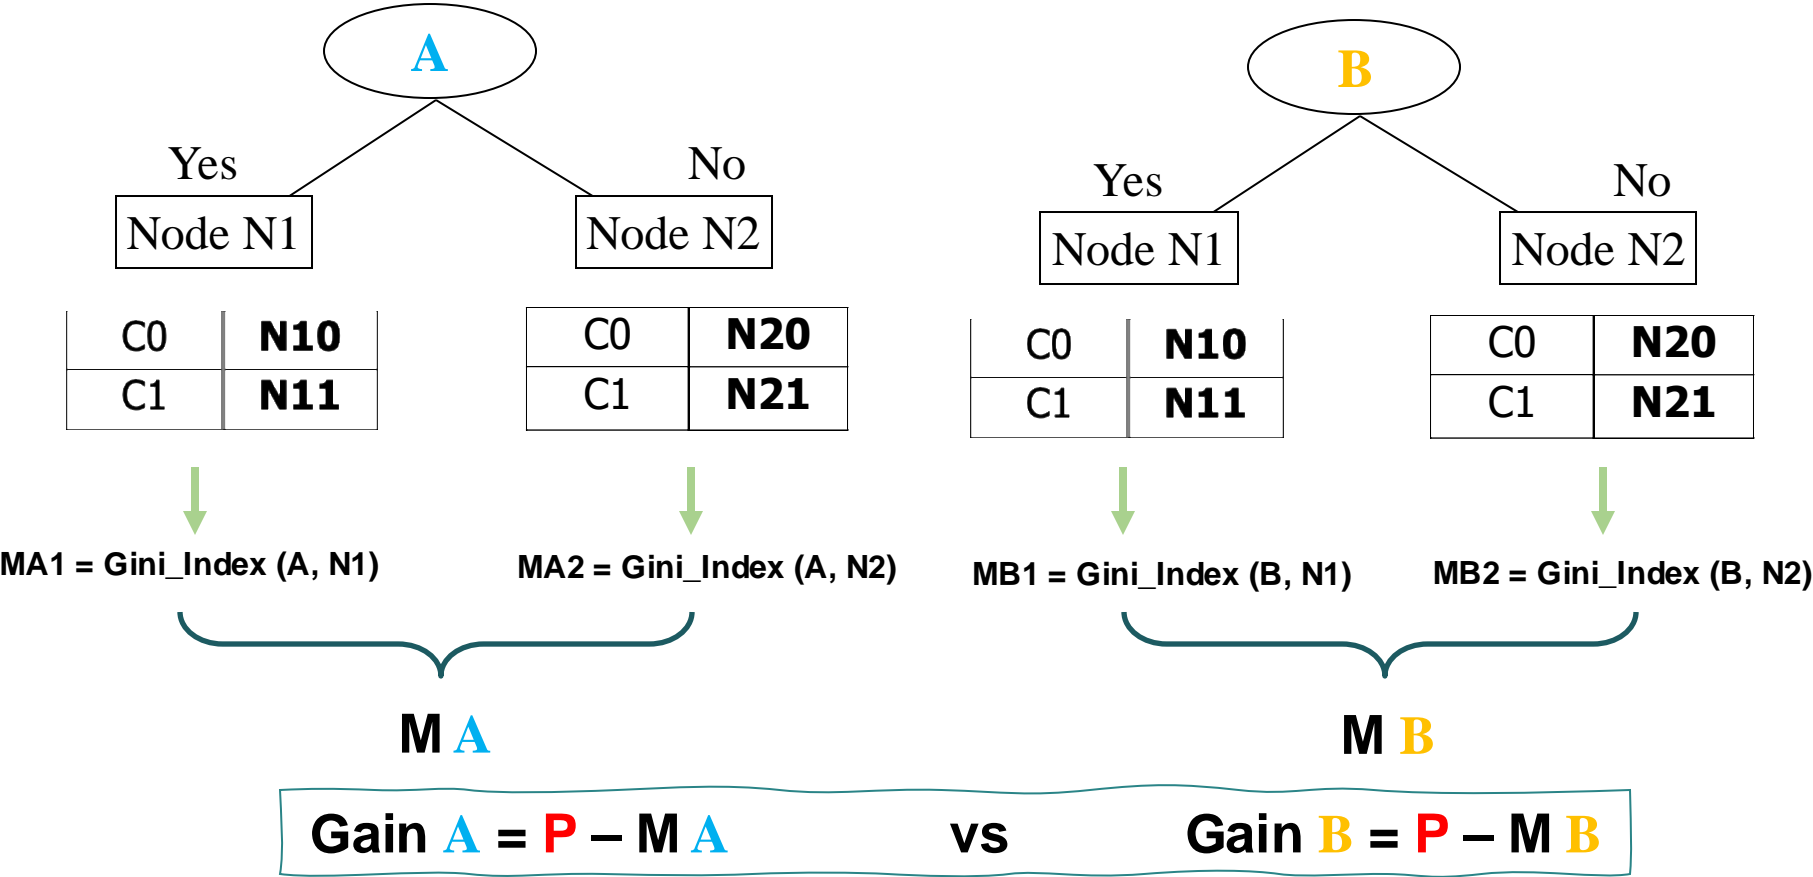 A
B
Yes
No
Yes
No
Node N1
Node N2
Node N1
Node N2
C0 N10
C1 N11
C0 N20
C1 N21
C0 N10
C1 N11
C0 N20
C1 N21
MA1 = Gini_Index (A, N1)
MA2 = Gini_Index (A, N2)
MB1 = Gini_Index (B, N1)
MB2 = Gini_Index (B, N2)
M A
M B
Gain A = P – M A vs Gain B = P – M B